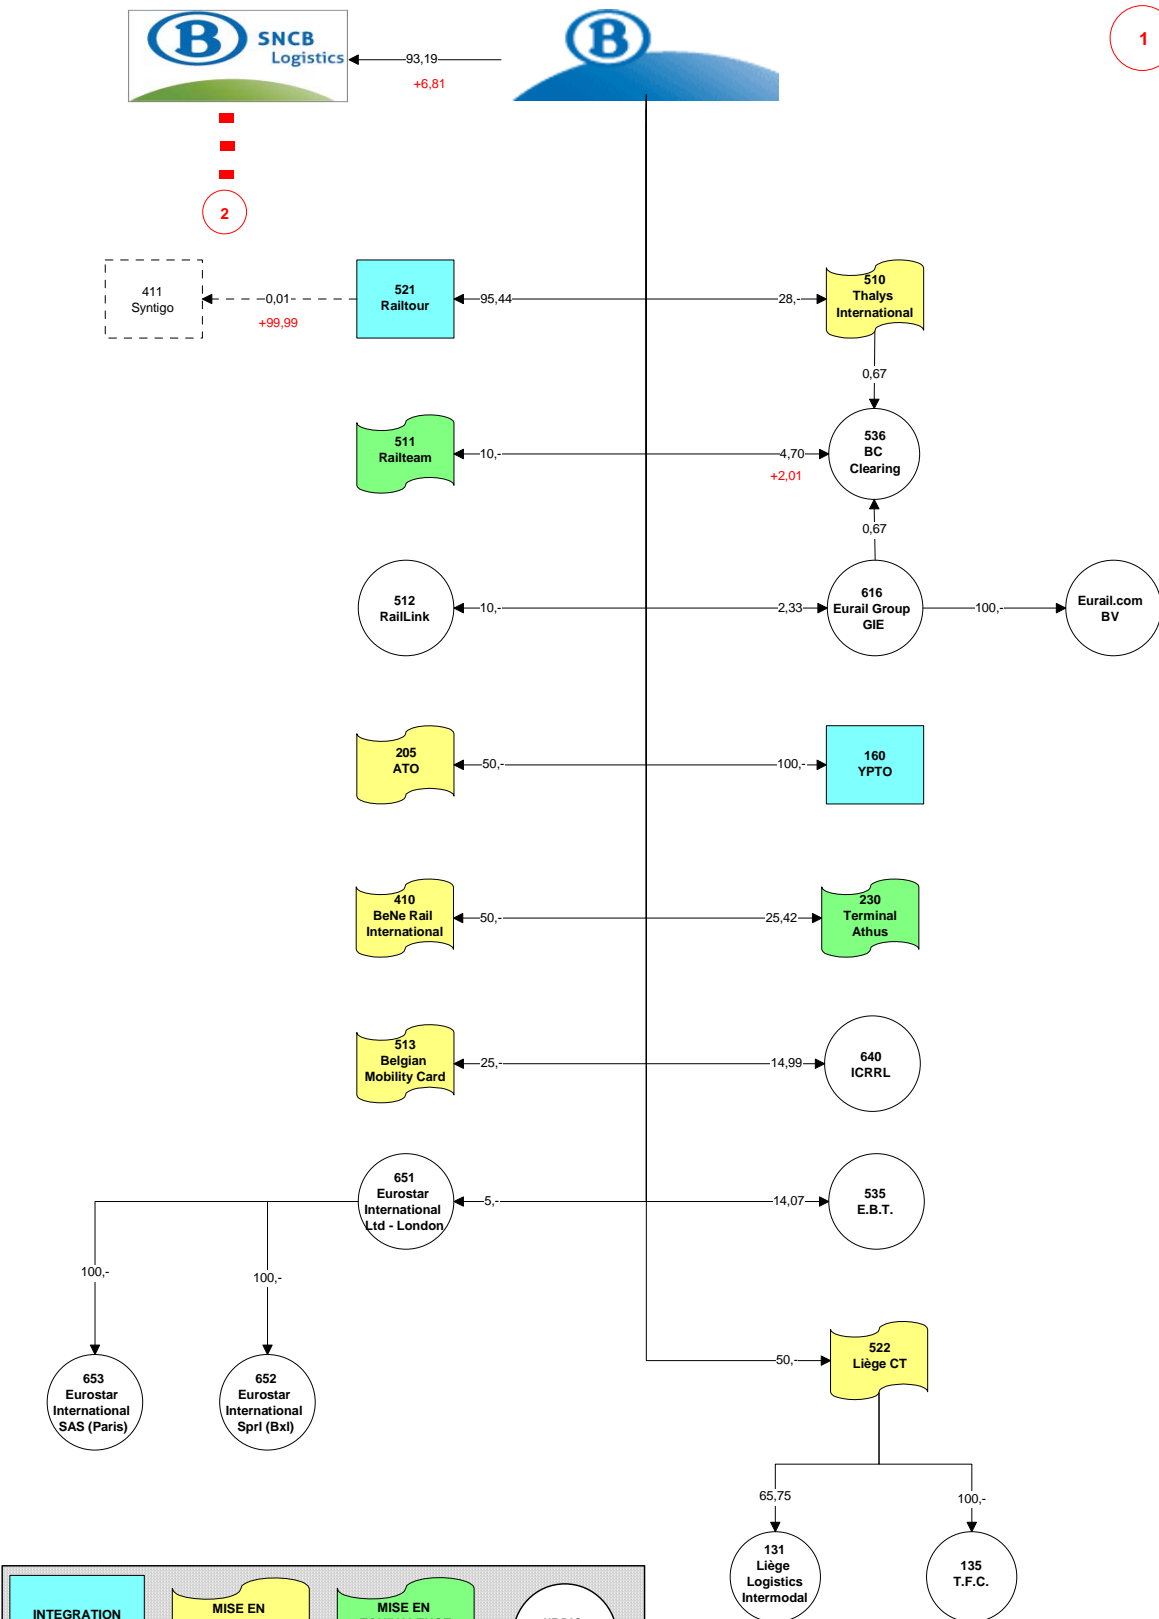 B SNCB
Logistics
93,19
+6,81
B
1
2
411
Syntigo
0,01
+99,99
521
Railtour
95,44
28,-
510
Thalys
International
0,67
511
Railteam
10,-
4,70
+2,01
536
BC
Clearing
0,67
512
RailLink
10,-
2,33
616
Eurail Group
GIE
100,-
Eurail.com
BV
205
ATO
50,-
100,-
160
YPTO
410
BeNe Rail
International
50,-
25,42
230
Terminal
Athus
513
Belgian
Mobility Card
25,-
14,99
640
ICRRL
651
Eurostar
International
Ltd - London
5,-
14,07
535
E.B.T.
100,-
100,-
653
Eurostar
International
SAS (Paris)
652
Eurostar
International
Sprl (Bxl)
50,-
522
Liège CT
65,75
100,-
131
Liège
Logistics
Intermodal
135
T.F.C.
INTEGRATION
MISE EN
MISE EN